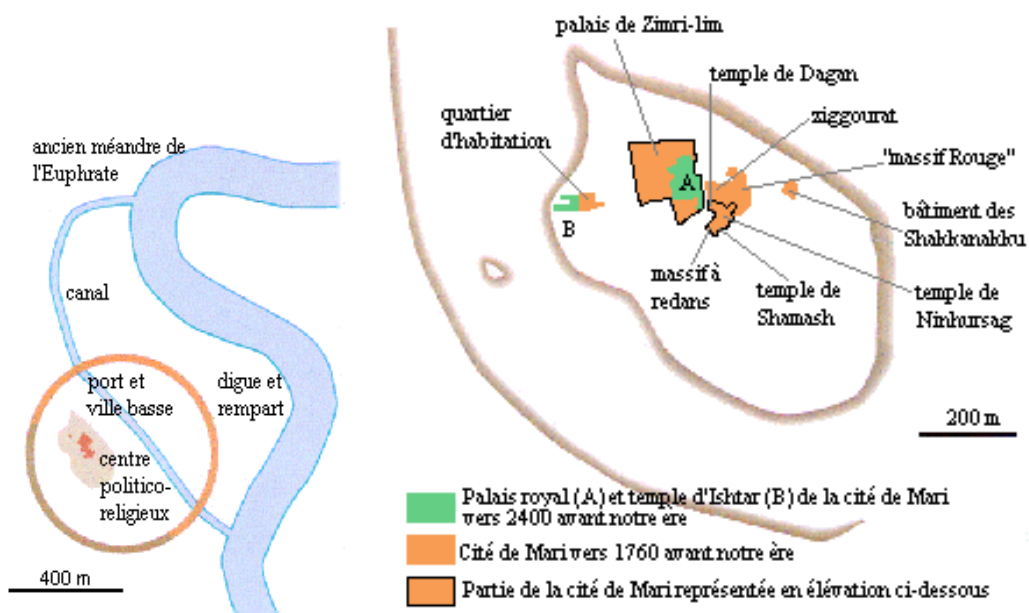 ancien méandre de
l'Euphrate
canal
port et
ville basse
digue et
rempart
centre
politico-
religieux
400 m
palais de Zimri-lim
temple de Dagan
quartier
d'habitation
ziggourat
"massif Rouge"
A
B
bâtiment des
Shakkanakku
massif à
redans
temple de
Shamash
temple de
Ninhursag
200 m
Palais royal (A) et temple d'Ishtar (B) de la cité de Mari
vers 2400 avant notre ère
Cité de Mari vers 1760 avant notre ère
Partie de la cité de Mari représentée en élévation ci-dessous